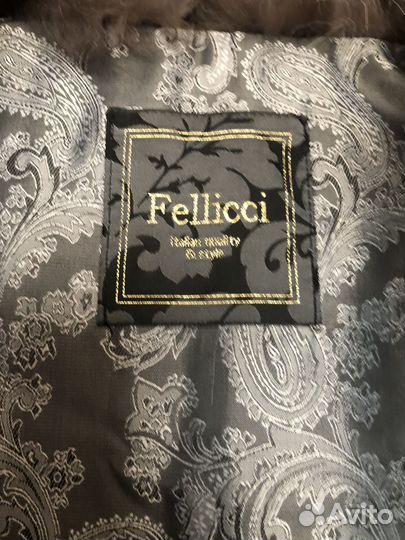 Fellicci
italian quality
& style
Avito